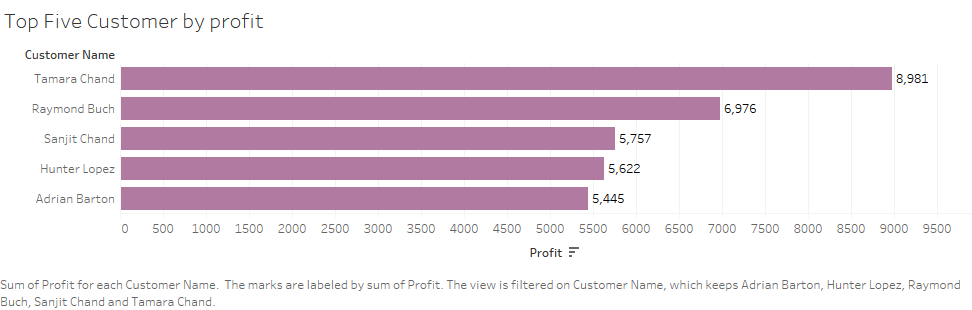 Top Five Customer by profit
Customer Name
Tamara Chand 8,981
Raymond Buch 6,976
Sanjit Chand 5,757
Hunter Lopez 5,622
Adrian Barton 5,445
0 500 1000 1500 2000 2500 3000 3500 4000 4500 5000 5500 6000 6500 7000 7500 8000 8500 9000 9500
Profit
Sum of Profit for each Customer Name. The marks are labeled by sum of Profit. The view is filtered on Customer Name, which keeps Adrian Barton, Hunter Lopez, Raymond
Buch, Sanjit Chand and Tamara Chand.